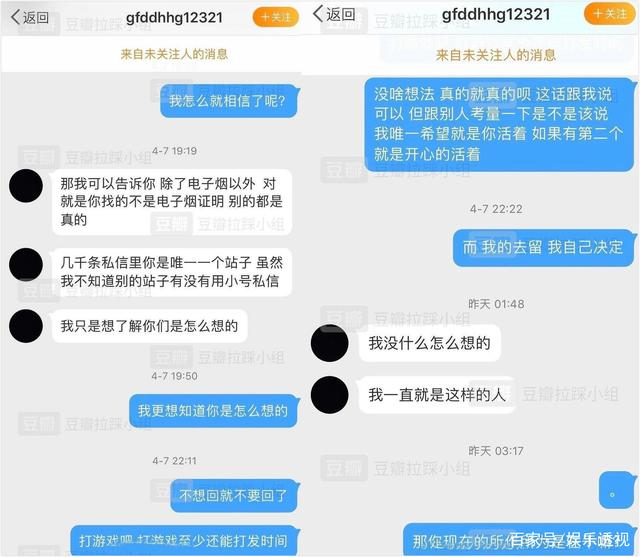 返回
gfddhhg12321
+关注
来自未关注人的消息
我怎么就相信了呢?
4-7 19:19
那我可以告诉你 除了电子烟以外 对
就是你找的不是电子烟证明 别的都是
真的
几千条私信里你是唯一一个站子 虽然
我不知道别的站子有没有用小号私信
我只是想了解你们是怎么想的
4-7 19:50
我更想知道你是怎么想的
4-7 22:11
不想回就不要回了
打游戏吧 打游戏至少还能打发时间
返回
gfddhhg12321
+关注
来自未关注人的消息
没啥想法 真的就真的呗 这话跟我说
可以 但跟别人考量一下是不是该说
我唯一希望就是你活着 如果有第二个
就是开心的活着
4-7 22:22
而 我的去留 我自己决定
昨天 01:48
我没什么怎么想的
我一直就是这样的人
昨天 03:17
。
那你现在的所
百家号/娱乐透视
豆瓣 豆瓣拉踩小组